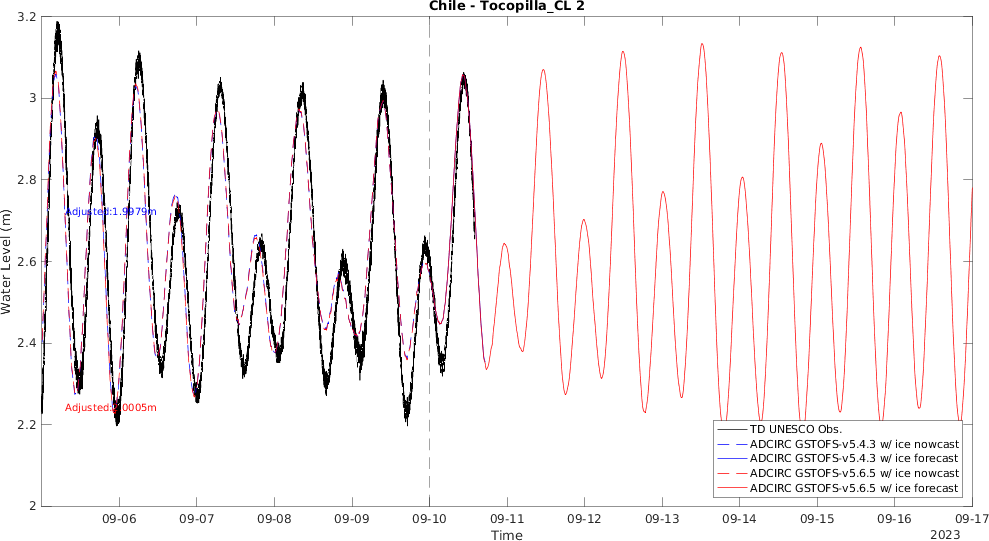 Chile - Tocopilla_CL 2
3.2
3
2.8
2.6
2.4
2.2
2
Water Level (m)
Adjusted:1.9979m
Adjusted:2.0005m
TD UNESCO Obs.
ADCIRC GSTOFS-v5.4.3 w/ ice nowcast
ADCIRC GSTOFS-v5.4.3 w/ ice forecast
ADCIRC GSTOFS-v5.6.5 w/ ice nowcast
ADCIRC GSTOFS-v5.6.5 w/ ice forecast
09-06 09-07 09-08 09-09 09-10 09-11 09-12 09-13 09-14 09-15 09-16 09-17
Time
2023